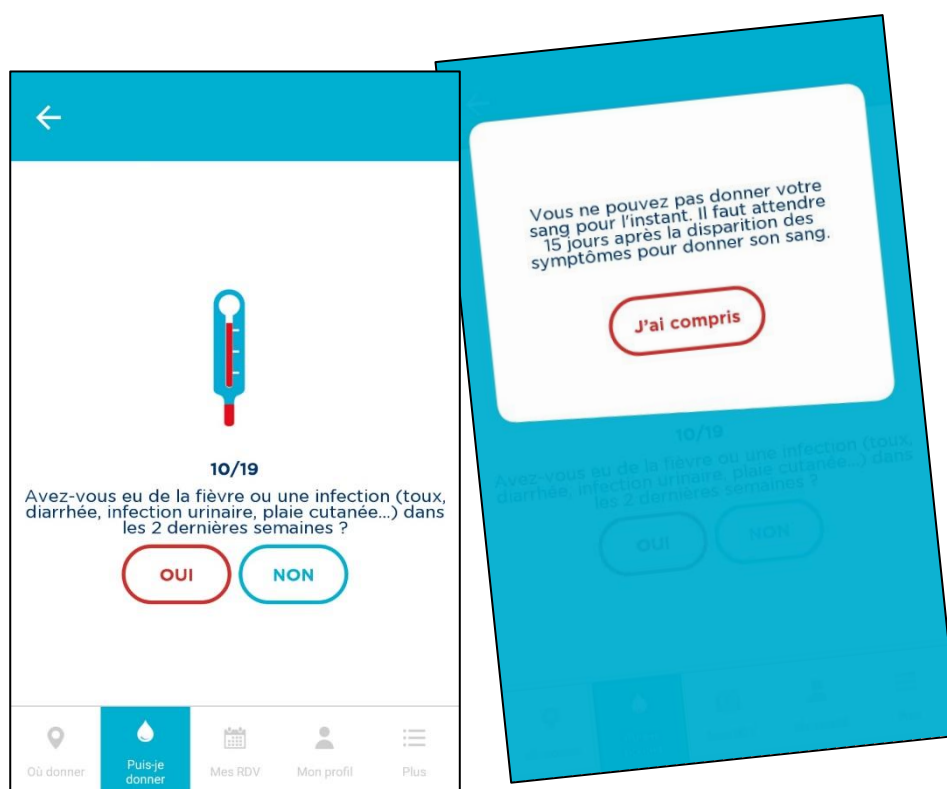 10/19
Avez-vous eu de la fièvre ou une infection (toux,
diarrhée, infection urinaire, plaie cutanée...) dans
les 2 dernières semaines ?
OUI
NON
Où donner
Puis-je
donner
Mes RDV
Mon profil
Plus
Vous ne pouvez pas donner votre
sang pour l'instant. Il faut attendre
15 jours après la disparition des
symptômes pour donner son sang.
J'ai compris
10/19
Avez-vous eu de la fièvre ou une infection (toux,
diarrhée, infection urinaire, plaie cutanée...) dans
les 2 dernières semaines ?
OUI
NON